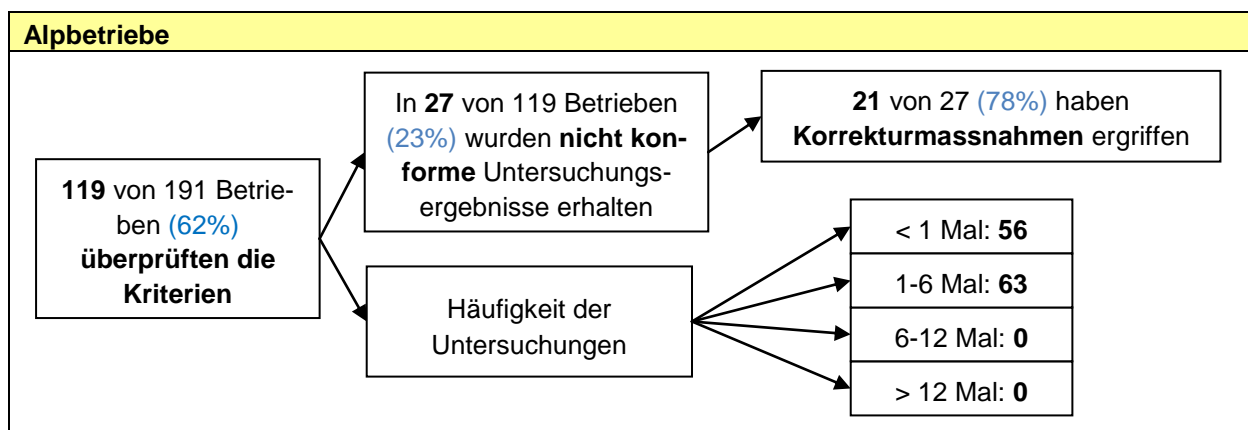 Alpbetriebe
119 von 191 Betrie-
ben (62%)
überprüften die
Kriterien
In 27 von 119 Betrieben
(23%) wurden nicht kon-
forme Untersuchungs-
ergebnisse erhalten
21 von 27 (78%) haben
Korrekturmassnahmen ergriffen
Häufigkeit der
Untersuchungen
< 1 Mal: 56
1-6 Mal: 63
6-12 Mal: 0
> 12 Mal: 0